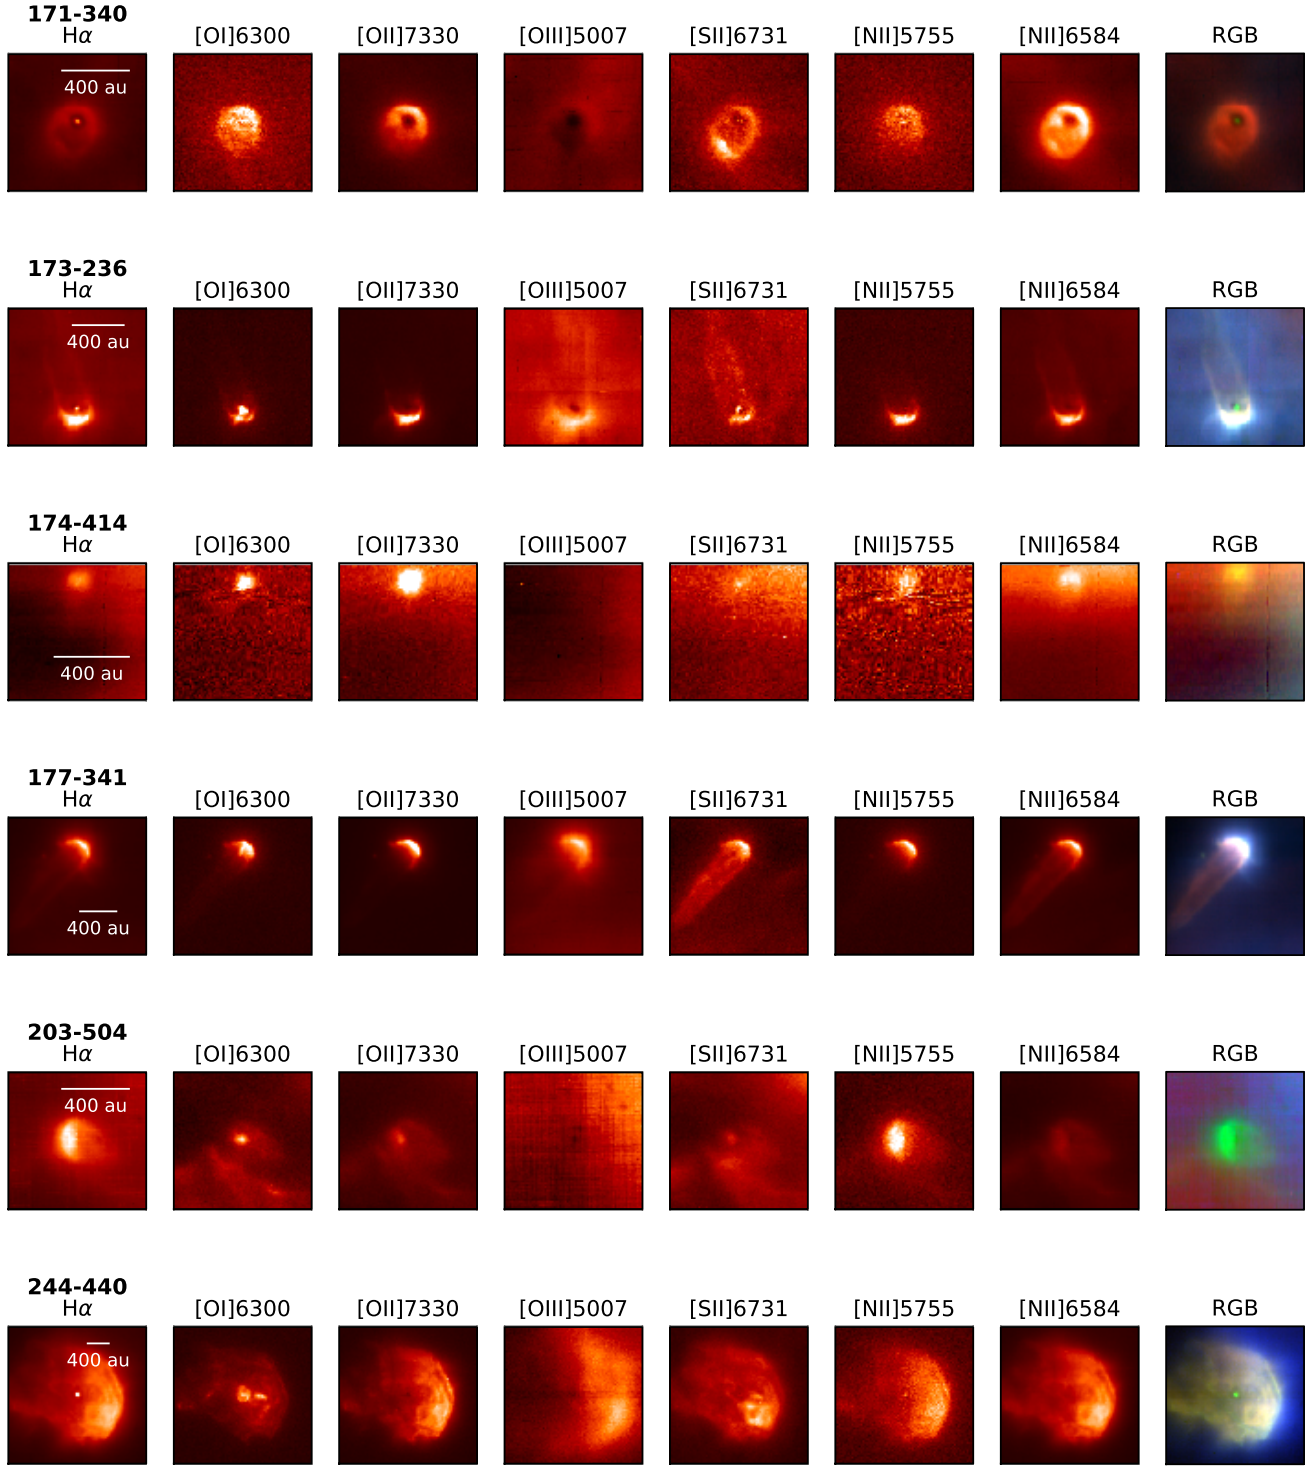 171-340
Hα [OI]6300 [OII]7330 [OIII]5007 [SII]6731 [NII]5755 [NII]6584 RGB
400 au
173-236
Hα [OI]6300 [OII]7330 [OIII]5007 [SII]6731 [NII]5755 [NII]6584 RGB
400 au
174-414
Hα [OI]6300 [OII]7330 [OIII]5007 [SII]6731 [NII]5755 [NII]6584 RGB
400 au
177-341
Hα [OI]6300 [OII]7330 [OIII]5007 [SII]6731 [NII]5755 [NII]6584 RGB
400 au
203-504
Hα [OI]6300 [OII]7330 [OIII]5007 [SII]6731 [NII]5755 [NII]6584 RGB
400 au
244-440
Hα [OI]6300 [OII]7330 [OIII]5007 [SII]6731 [NII]5755 [NII]6584 RGB
400 au